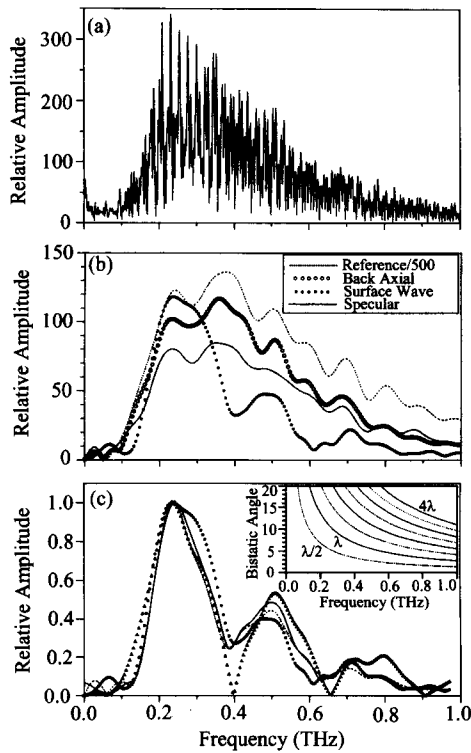 (a)
Relative Amplitude
300
200
100
0
(b)
Relative Amplitude
150
100
50
0
Reference/500
Back Axial
Surface Wave
Specular
(c)
Relative Amplitude
1.0
0.8
0.6
0.4
0.2
0.0
Bistatic Angle
20
15
10
5
0
4λ
λ
λ/2
0.0 0.2 0.4 0.6 0.8 1.0
Frequency (THz)
0.0 0.2 0.4 0.6 0.8 1.0
Frequency (THz)